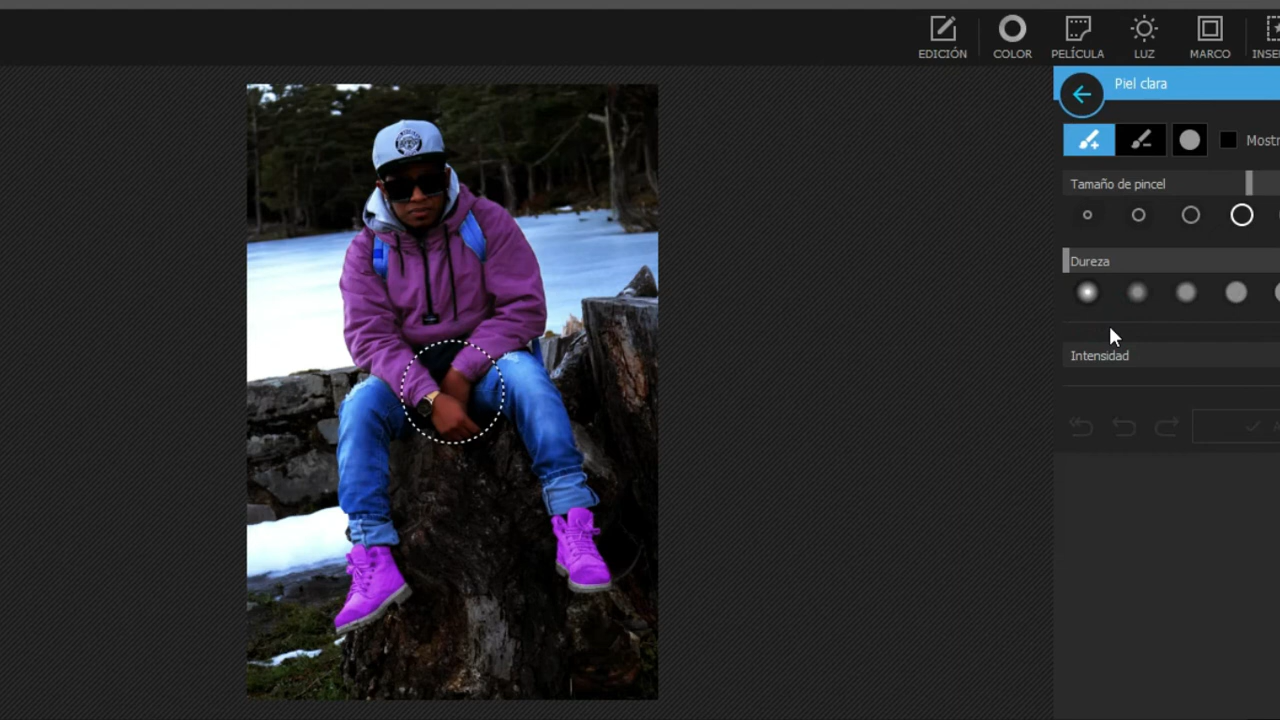 EDICIÓN
COLOR
PELÍCULA
LUZ
MARCO
Piel clara
Tamaño de pincel
Dureza
Intensidad